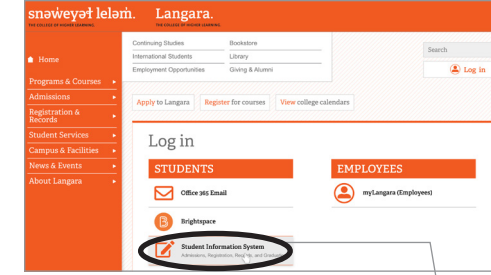 snəw̓eyəɬ leləm̓.
THE COLLEGE OF HIGHER LEARNING.
Langara.
THE COLLEGE OF HIGHER LEARNING.
Continuing Studies
Bookstore
International Students
Library
Employment Opportunities
Giving & Alumni
Search
Log in
Home
Programs & Courses
Admissions
Registration & Records
Student Services
Campus & Facilities
News & Events
About Langara
Apply to Langara
Register for courses
View college calendars
Log in
STUDENTS
Office 365 Email
Brightspace
Student Information System
Admissions, Registration, Records, and Graduation
EMPLOYEES
myLangara (Employees)